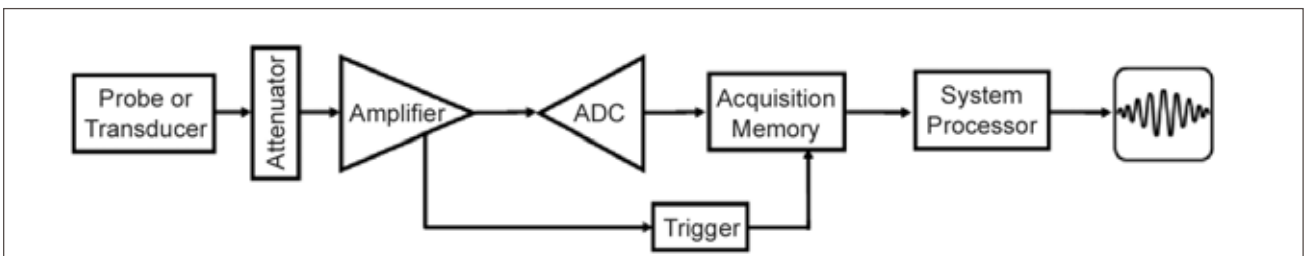 Probe or
Transducer
Attenuator
Amplifier
ADC
Acquisition
Memory
System
Processor
Trigger